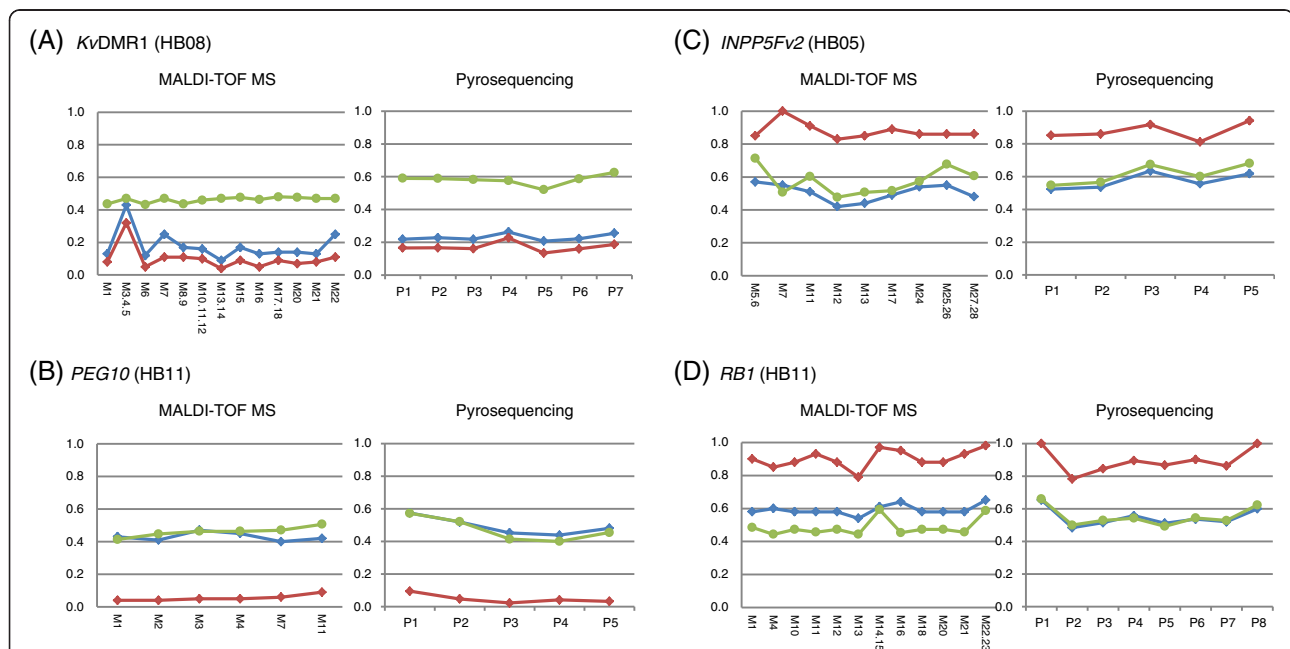 (A) KvDMR1 (HB08)
MALDI-TOF MS
1.0
0.8
0.6
0.4
0.2
0.0
M1
M3.4.5
M6
M7
M8.9
M10.11.12
M13.14
M15
M16
M17.18
M20
M21
M22
Pyrosequencing
1.0
0.8
0.6
0.4
0.2
0.0
P1 P2 P3 P4 P5 P6 P7
(C) INPP5Fv2 (HB05)
MALDI-TOF MS
1.0
0.8
0.6
0.4
0.2
0.0
M5.6
M7
M11
M12
M13
M17
M24
M25.26
M27.28
Pyrosequencing
1.0
0.8
0.6
0.4
0.2
0.0
P1 P2 P3 P4 P5
(B) PEG10 (HB11)
MALDI-TOF MS
1.0
0.8
0.6
0.4
0.2
0.0
M1
M2
M3
M4
M7
M11
Pyrosequencing
1.0
0.8
0.6
0.4
0.2
0.0
P1 P2 P3 P4 P5
(D) RB1 (HB11)
MALDI-TOF MS
1.0
0.8
0.6
0.4
0.2
0.0
M1
M4
M10
M11
M12
M13
M14.15
M16
M18
M20
M21
M22.23
Pyrosequencing
1.0
0.8
0.6
0.4
0.2
0.0
P1 P2 P3 P4 P5 P6 P7 P8